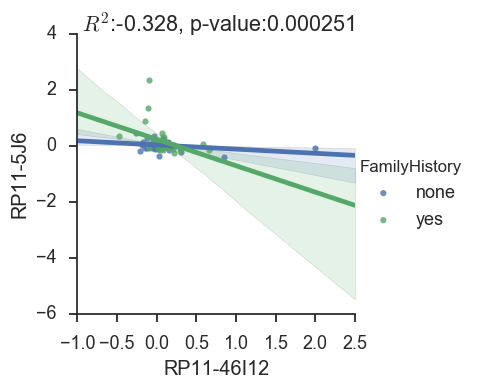 R²:-0.328, p-value:0.000251
4
2
0
−2
−4
−6
RP11-5J6
FamilyHistory
none
yes
−1.0 −0.5 0.0 0.5 1.0 1.5 2.0 2.5
RP11-46I12